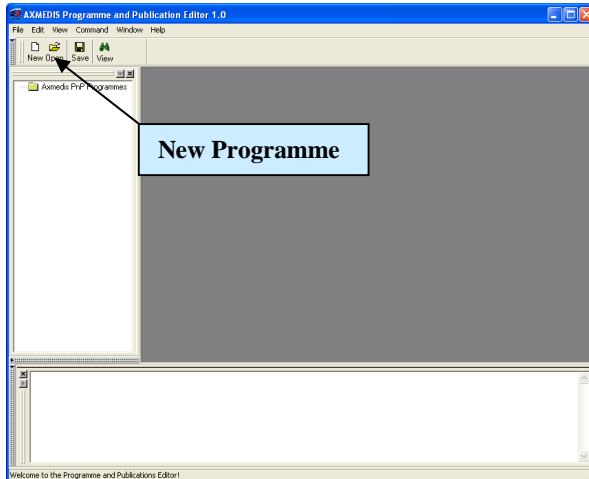 AXMEDIS Programme and Publication Editor 1.0
File Edit View Command Window Help
New Open Save View
Axmedis PnP Programmes
New Programme
Welcome to the Programme and Publications Editor!